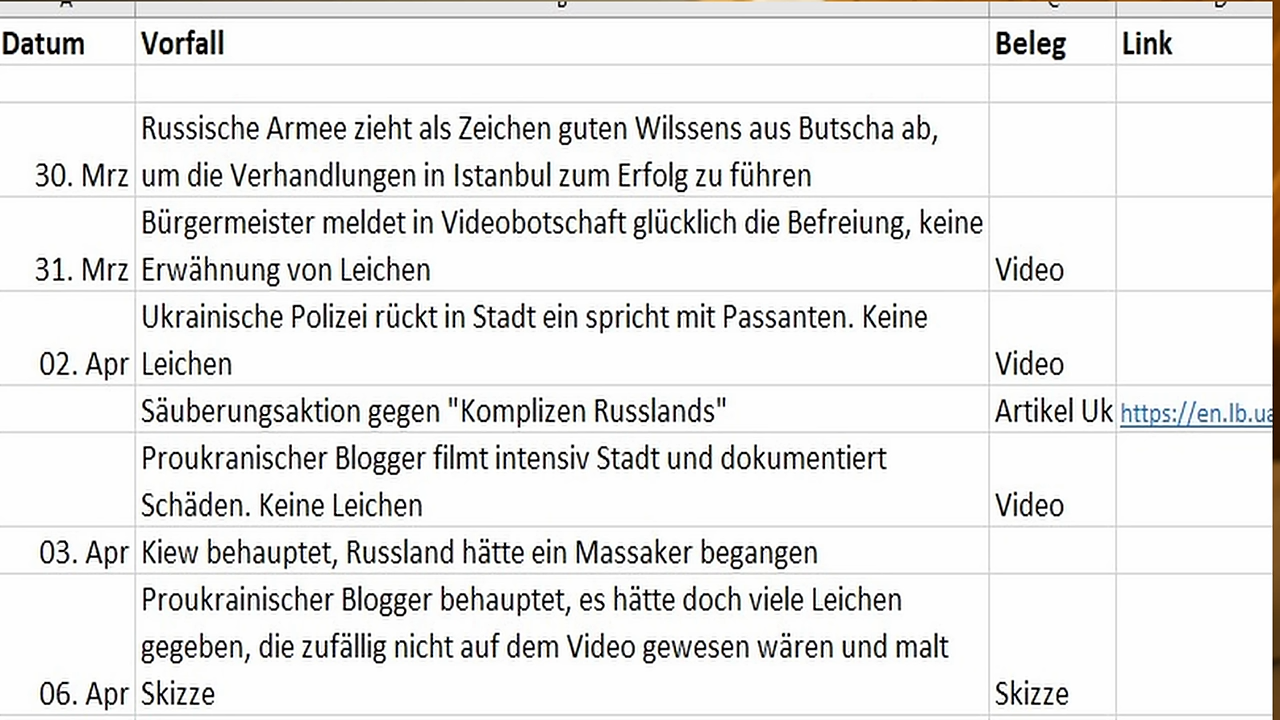 Datum Vorfall Beleg Link
Russische Armee zieht als Zeichen guten Wilssens aus Butscha ab,
30. Mrz um die Verhandlungen in Istanbul zum Erfolg zu führen
Bürgermeister meldet in Videobotschaft glücklich die Befreiung, keine
31. Mrz Erwähnung von Leichen Video
Ukrainische Polizei rückt in Stadt ein spricht mit Passanten. Keine
02. Apr Leichen Video
Säuberungsaktion gegen "Komplizen Russlands" Artikel Uk https://en.lb.ua
Proukranischer Blogger filmt intensiv Stadt und dokumentiert
Schäden. Keine Leichen Video
03. Apr Kiew behauptet, Russland hätte ein Massaker begangen
Proukrainischer Blogger behauptet, es hätte doch viele Leichen
gegeben, die zufällig nicht auf dem Video gewesen wären und malt
06. Apr Skizze Skizze